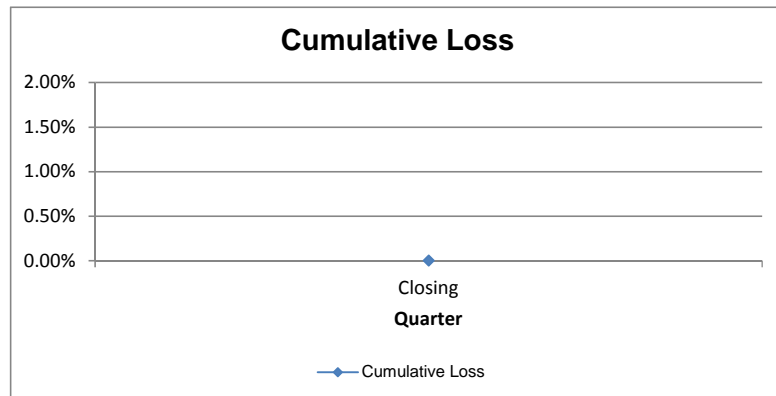 Cumulative Loss
2.00%
1.50%
1.00%
0.50%
0.00%
Closing
Quarter
Cumulative Loss